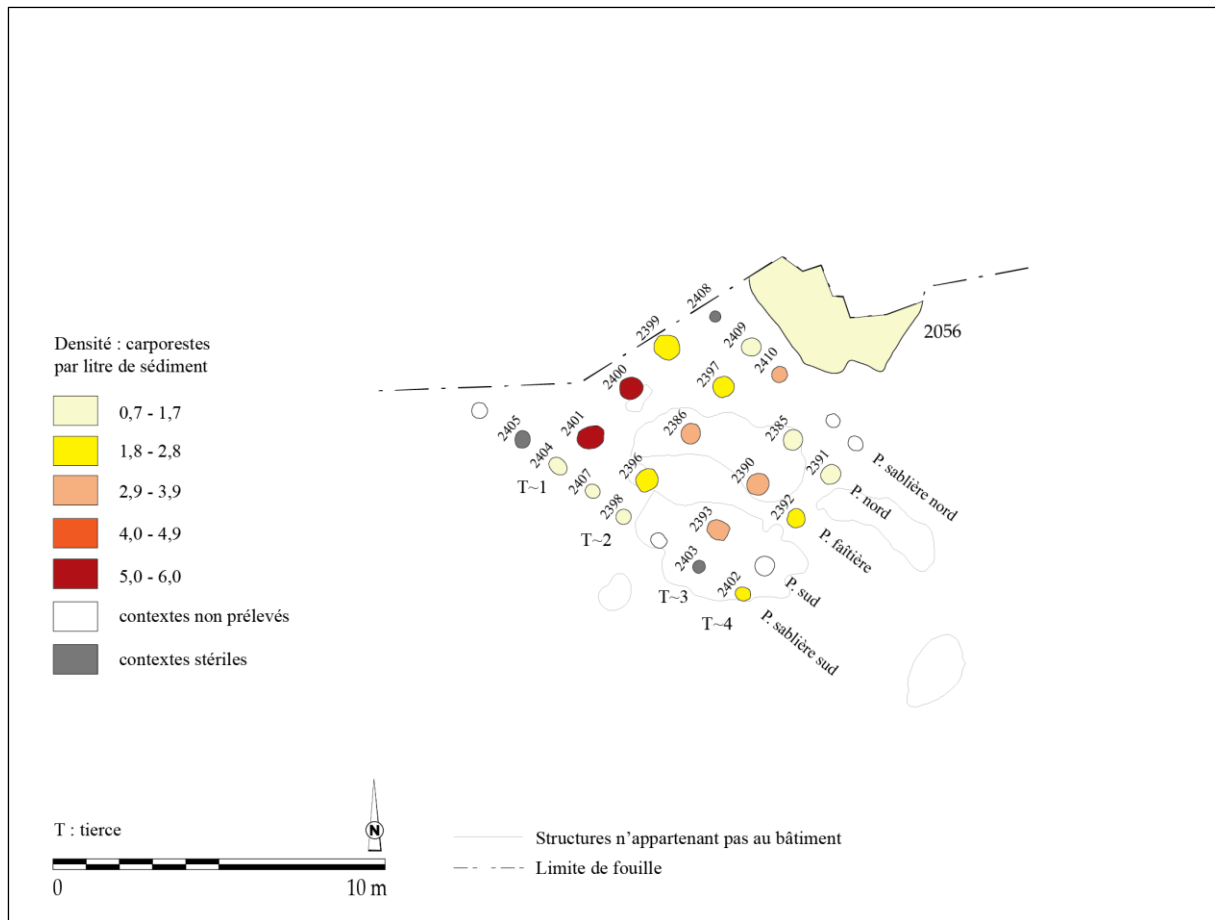 Densité : carporestes
par litre de sédiment
0,7 - 1,7
1,8 - 2,8
2,9 - 3,9
4,0 - 4,9
5,0 - 6,0
contextes non prélevés
contextes stériles
2408
2399
2409
2056
2410
2400
2397
2405
2401
2386
2385
2404
2396
2390
2391
P. sablière nord
T~1
2407
2398
2393
2392
P. nord
T~2
P. faîtière
2403
2402
P. sud
T~3
T~4
P. sablière sud
T : tierce
N
0
10 m
Structures n'appartenant pas au bâtiment
Limite de fouille